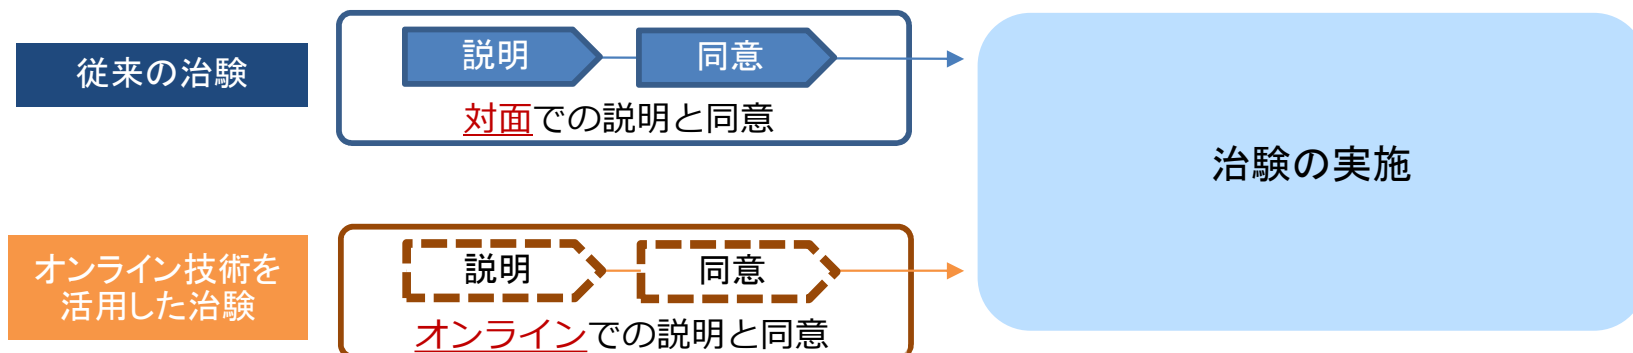 従来の治験
説明
同意
対面での説明と同意
治験の実施
オンライン技術を
活用した治験
説明
同意
オンラインでの説明と同意